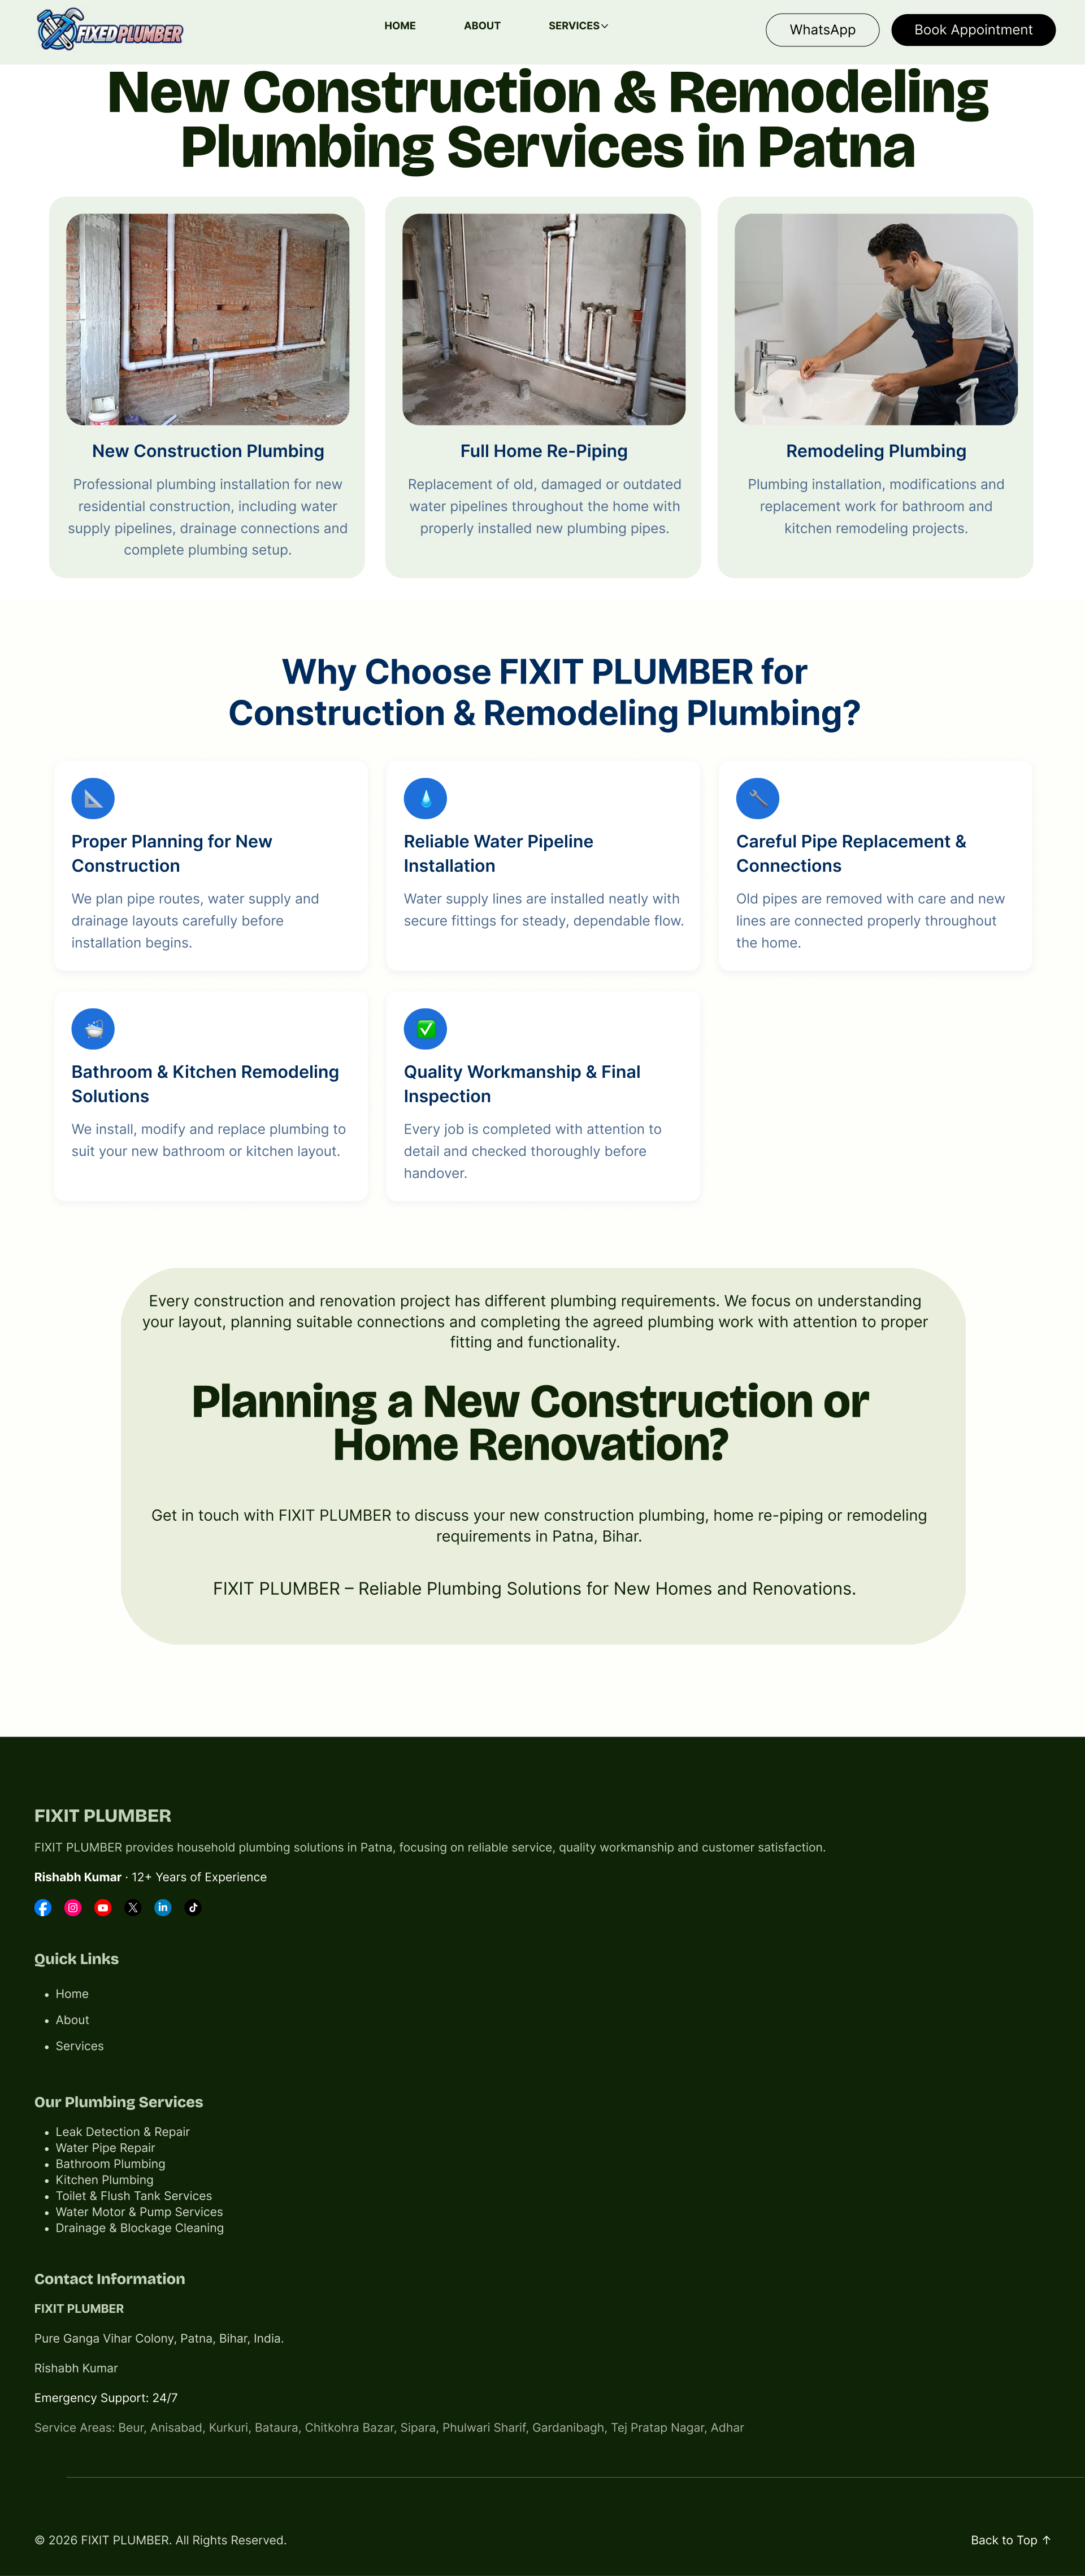 FIXEDPLUMBER
HOME
ABOUT
SERVICES
WhatsApp
Book Appointment
New Construction & Remodeling
Plumbing Services in Patna
New Construction Plumbing
Professional plumbing installation for new
residential construction, including water
supply pipelines, drainage connections and
complete plumbing setup.
Full Home Re-Piping
Replacement of old, damaged or outdated
water pipelines throughout the home with
properly installed new plumbing pipes.
Remodeling Plumbing
Plumbing installation, modifications and
replacement work for bathroom and
kitchen remodeling projects.
Why Choose FIXIT PLUMBER for
Construction & Remodeling Plumbing?
Proper Planning for New
Construction
We plan pipe routes, water supply and
drainage layouts carefully before
installation begins.
Reliable Water Pipeline
Installation
Water supply lines are installed neatly with
secure fittings for steady, dependable flow.
Careful Pipe Replacement &
Connections
Old pipes are removed with care and new
lines are connected properly throughout
the home.
Bathroom & Kitchen Remodeling
Solutions
We install, modify and replace plumbing to
suit your new bathroom or kitchen layout.
Quality Workmanship & Final
Inspection
Every job is completed with attention to
detail and checked thoroughly before
handover.
Every construction and renovation project has different plumbing requirements. We focus on understanding
your layout, planning suitable connections and completing the agreed plumbing work with attention to proper
fitting and functionality.
Planning a New Construction or
Home Renovation?
Get in touch with FIXIT PLUMBER to discuss your new construction plumbing, home re-piping or remodeling
requirements in Patna, Bihar.
FIXIT PLUMBER – Reliable Plumbing Solutions for New Homes and Renovations.
FIXIT PLUMBER
FIXIT PLUMBER provides household plumbing solutions in Patna, focusing on reliable service, quality workmanship and customer satisfaction.
Rishabh Kumar · 12+ Years of Experience
Quick Links
• Home
• About
• Services
Our Plumbing Services
• Leak Detection & Repair
• Water Pipe Repair
• Bathroom Plumbing
• Kitchen Plumbing
• Toilet & Flush Tank Services
• Water Motor & Pump Services
• Drainage & Blockage Cleaning
Contact Information
FIXIT PLUMBER
Pure Ganga Vihar Colony, Patna, Bihar, India.
Rishabh Kumar
Emergency Support: 24/7
Service Areas: Beur, Anisabad, Kurkuri, Bataura, Chitkohra Bazar, Sipara, Phulwari Sharif, Gardanibagh, Tej Pratap Nagar, Adhar
© 2026 FIXIT PLUMBER. All Rights Reserved.
Back to Top ↑